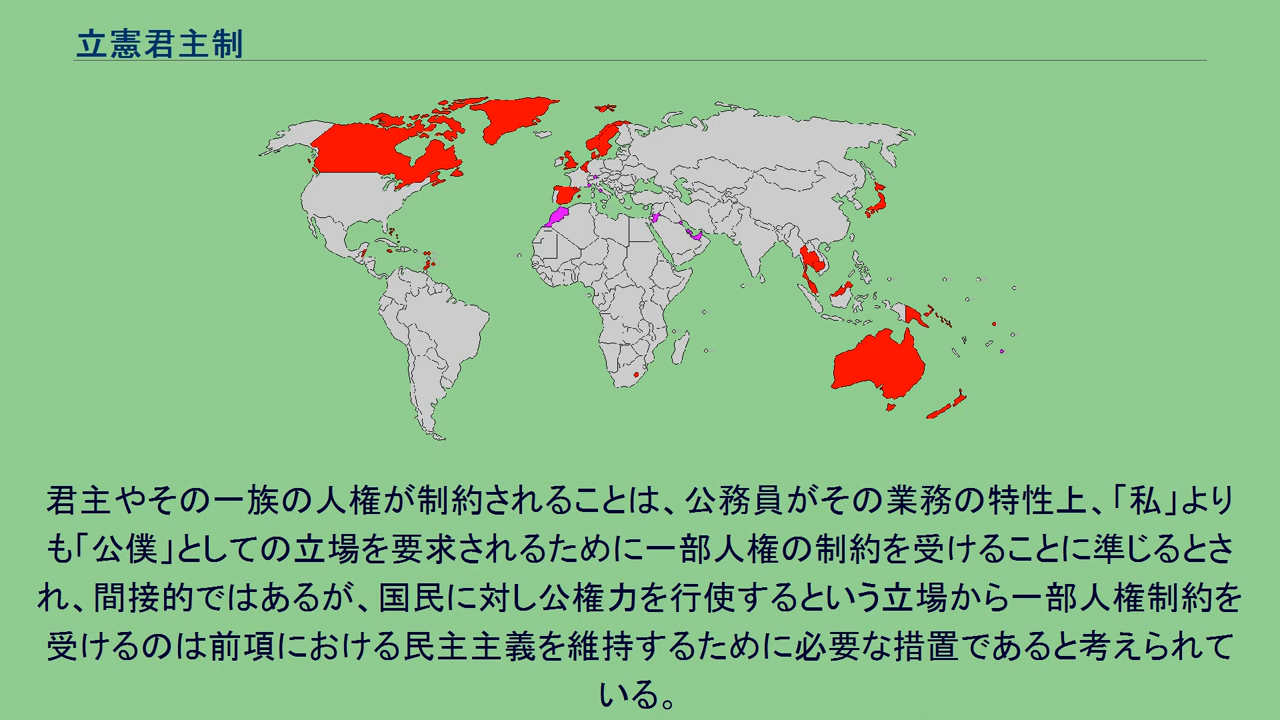 立憲君主制
君主やその一族の人権が制約されることは、公務員がその業務の特性上、「私」より
も「公僕」としての立場を要求されるために一部人権の制約を受けることに準じるとさ
れ、間接的ではあるが、国民に対し公権力を行使するという立場から一部人権制約を
受けるのは前項における民主主義を維持するために必要な措置であると考えられて
いる。